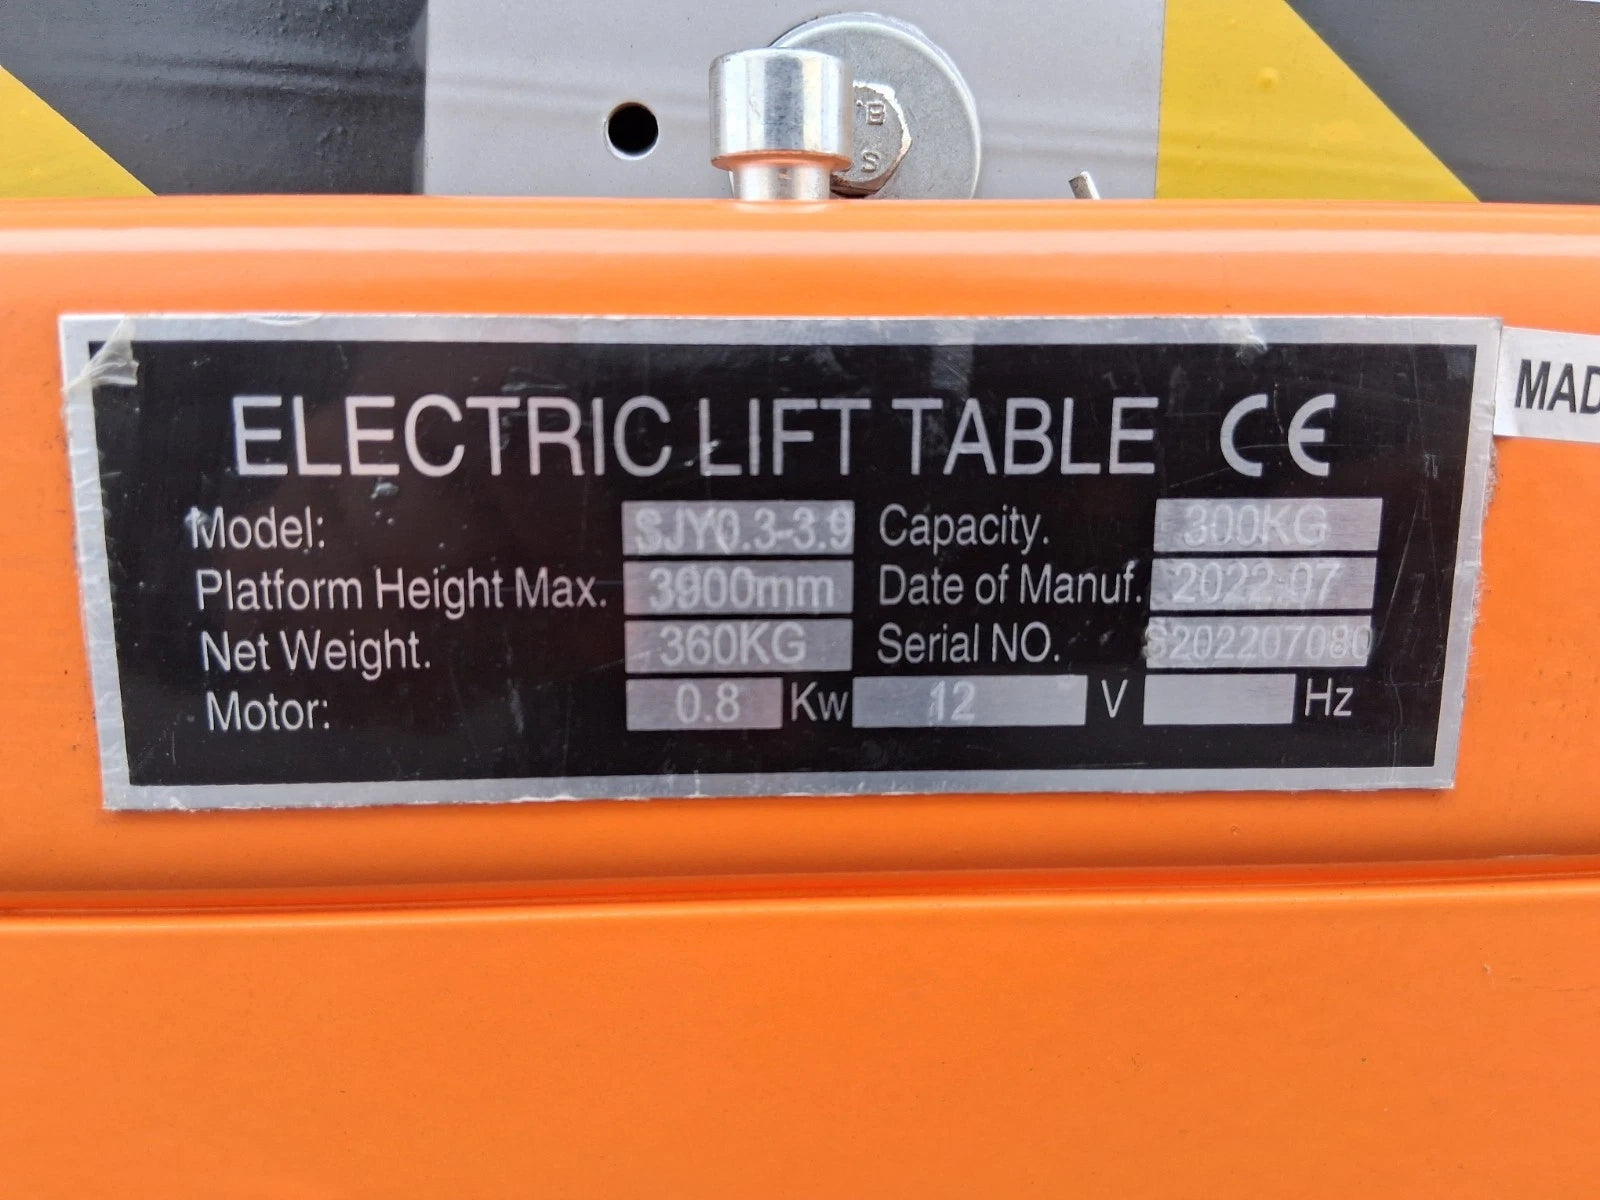 B
S
ELECTRIC LIFT TABLE CE
Model: SJY0.3-3.9 Capacity. 300KG
Platform Height Max. 3900mm Date of Manuf. 2022.07
Net Weight. 360KG Serial NO. S202207080
Motor: 0.8 Kw 12 V Hz
MAD